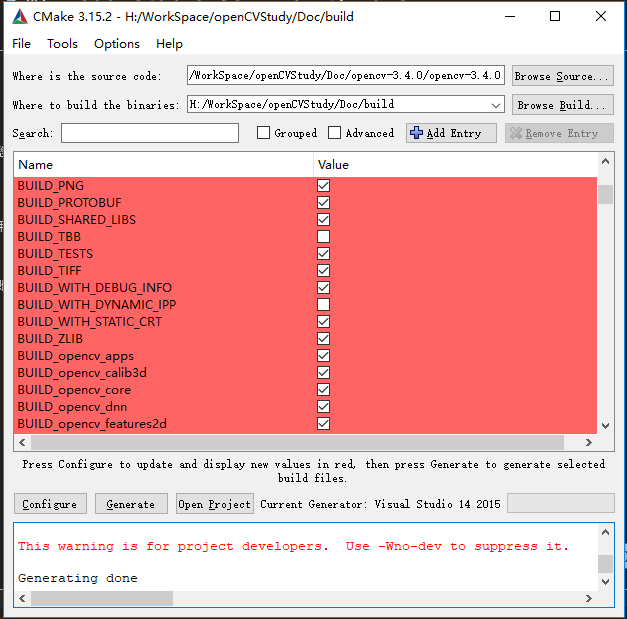 CMake 3.15.2 - H:/WorkSpace/openCVStudy/Doc/build
File Tools Options Help
Where is the source code: /WorkSpace/openCVStudy/Doc/opencv-3.4.0/opencv-3.4.0 Browse Source...
Where to build the binaries: H:/WorkSpace/openCVStudy/Doc/build Browse Build...
Search: Grouped Advanced Add Entry Remove Entry
Name Value
BUILD_PNG
BUILD_PROTOBUF
BUILD_SHARED_LIBS
BUILD_TBB
BUILD_TESTS
BUILD_TIFF
BUILD_WITH_DEBUG_INFO
BUILD_WITH_DYNAMIC_IPP
BUILD_WITH_STATIC_CRT
BUILD_ZLIB
BUILD_opencv_apps
BUILD_opencv_calib3d
BUILD_opencv_core
BUILD_opencv_dnn
BUILD_opencv_features2d
Press Configure to update and display new values in red, then press Generate to generate selected
build files.
Configure Generate Open Project Current Generator: Visual Studio 14 2015
This warning is for project developers.  Use -Wno-dev to suppress it.
Generating done